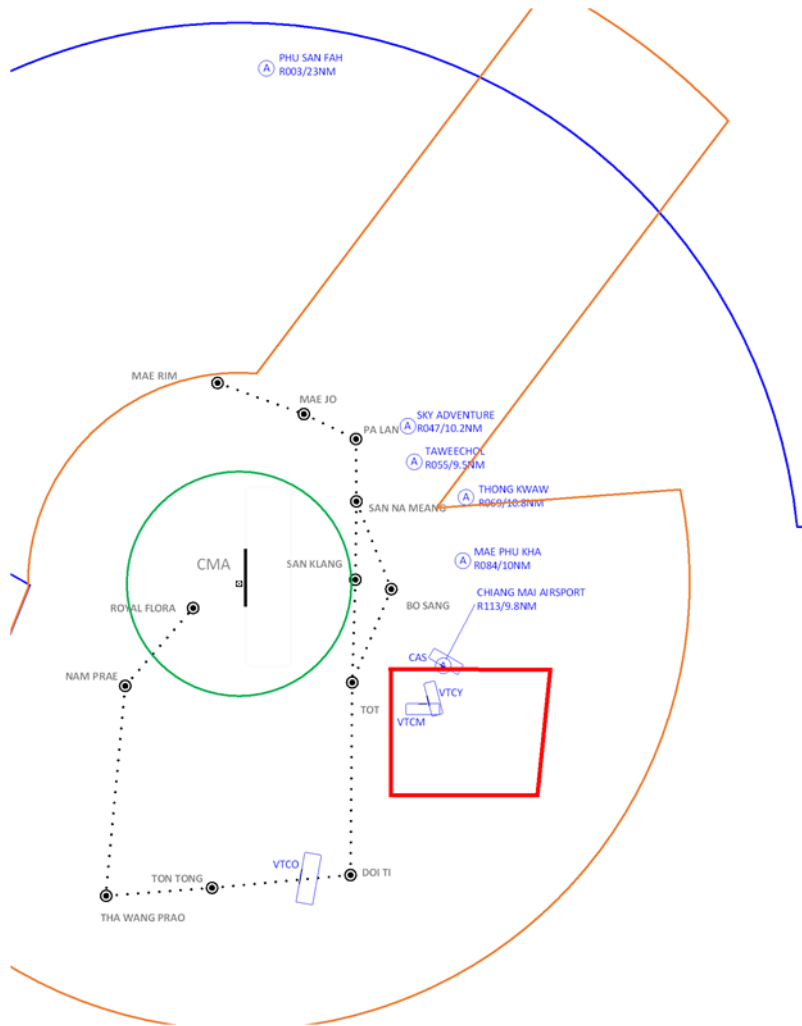 PHU SAN FAH
R003/23NM
MAE RIM
MAE JO
PA LAN
SKY ADVENTURE
R047/10.2NM
TAWEECHOL
R055/9.5NM
THONG KWAW
R069/10.8NM
SAN NA MEANG
MAE PHU KHA
R084/10NM
CMA
SAN KLANG
BO SANG
CHIANG MAI AIRSPORT
R113/9.8NM
ROYAL FLORA
CAS
NAM PRAE
TOT
VTCY
VTCM
VTCO
DOI TI
TON TONG
THA WANG PRAO
A
A
A
A
A
A